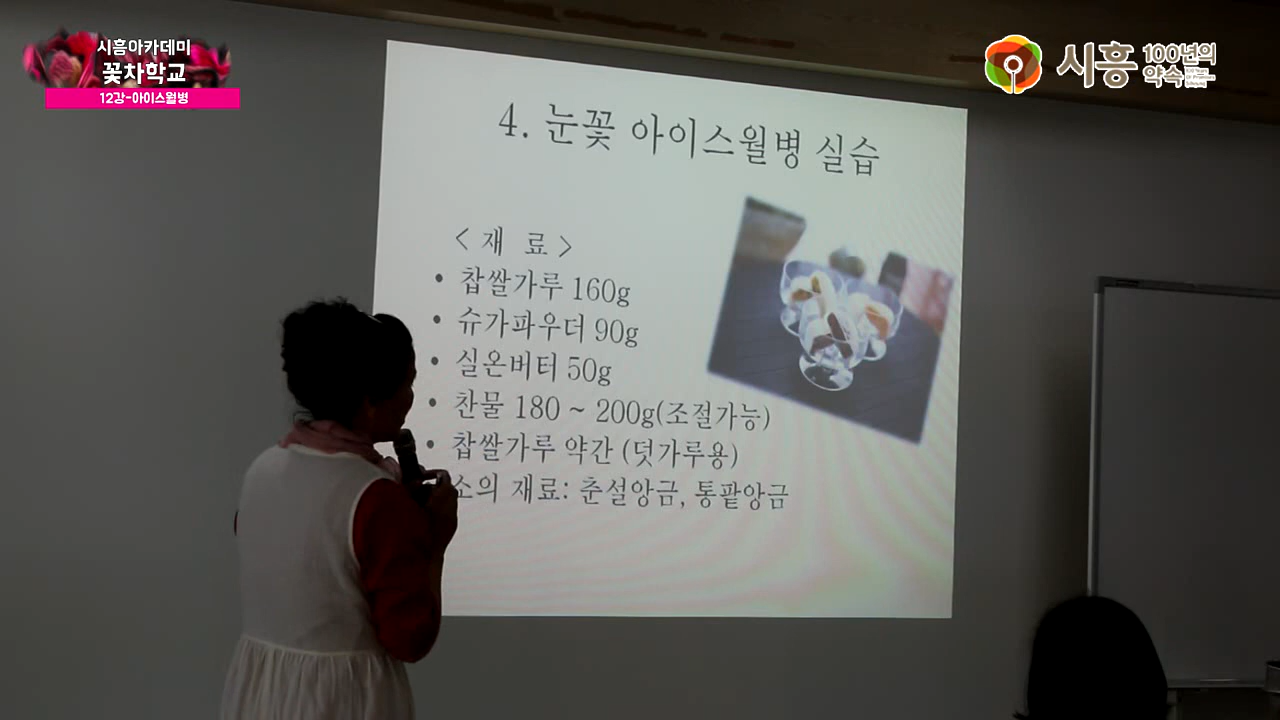 시흥아카데미
꽃차학교
12강-아이스월병
시흥 100년의
약속
4. 눈꽃 아이스월병 실습
< 재 료 >
• 찹쌀가루 160g
• 슈가파우더 90g
• 실온버터 50g
• 찬물 180 ~ 200g(조절가능)
• 찹쌀가루 약간 (덧가루용)
소의 재료: 춘설앙금, 통팥앙금